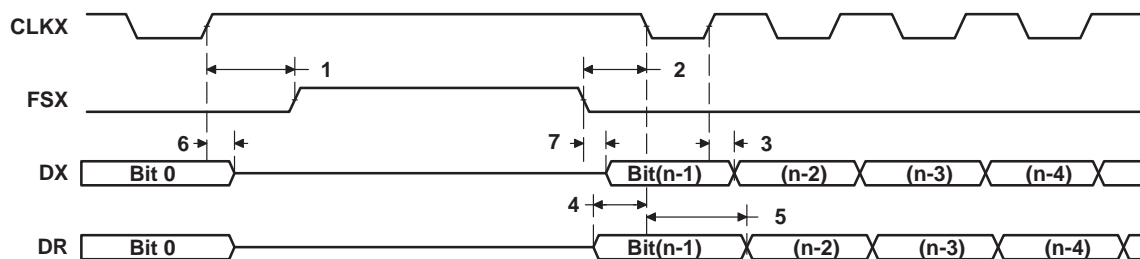 CLKX
1 2
FSX
6 7 3
DX Bit 0 Bit(n-1) (n-2) (n-3) (n-4)
4 5
DR Bit 0 Bit(n-1) (n-2) (n-3) (n-4)